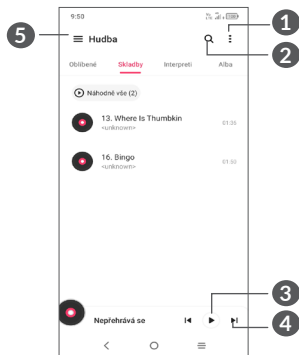 9:50
1
5
Hudba
2
Oblíbené Skladby Interpreti Alba
Náhodně vše (2)
13. Where Is Thumbkin
<unknown>
01:36
16. Bingo
<unknown>
01:50
3
Nepřehrává se
4